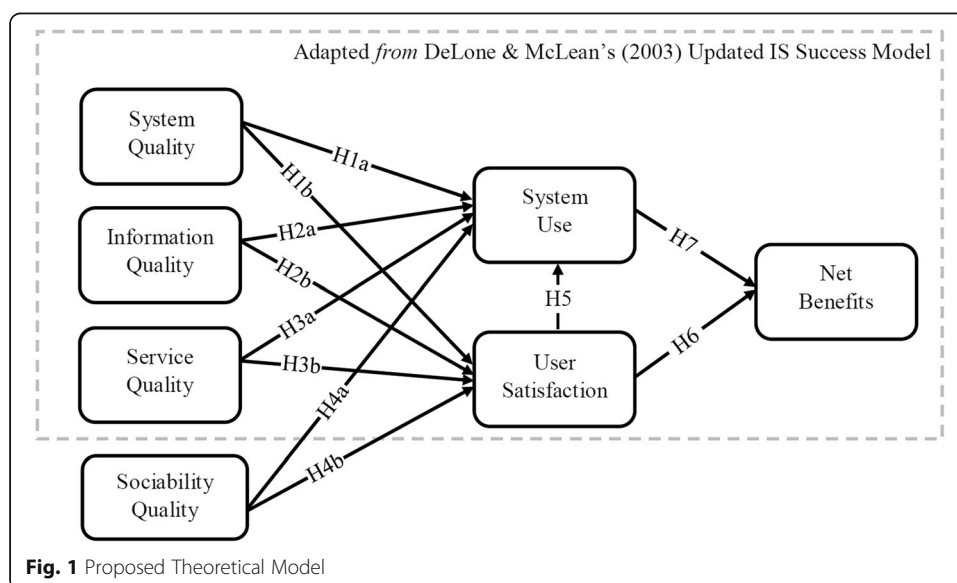 Adapted from DeLone & McLean's (2003) Updated IS Success Model
System
Quality
Information
Quality
Service
Quality
Sociability
Quality
H1a
H1b
H2a
H2b
H3a
H3b
H4a
H4b
System
Use
H5
User
Satisfaction
H7
H6
Net
Benefits
Fig. 1 Proposed Theoretical Model